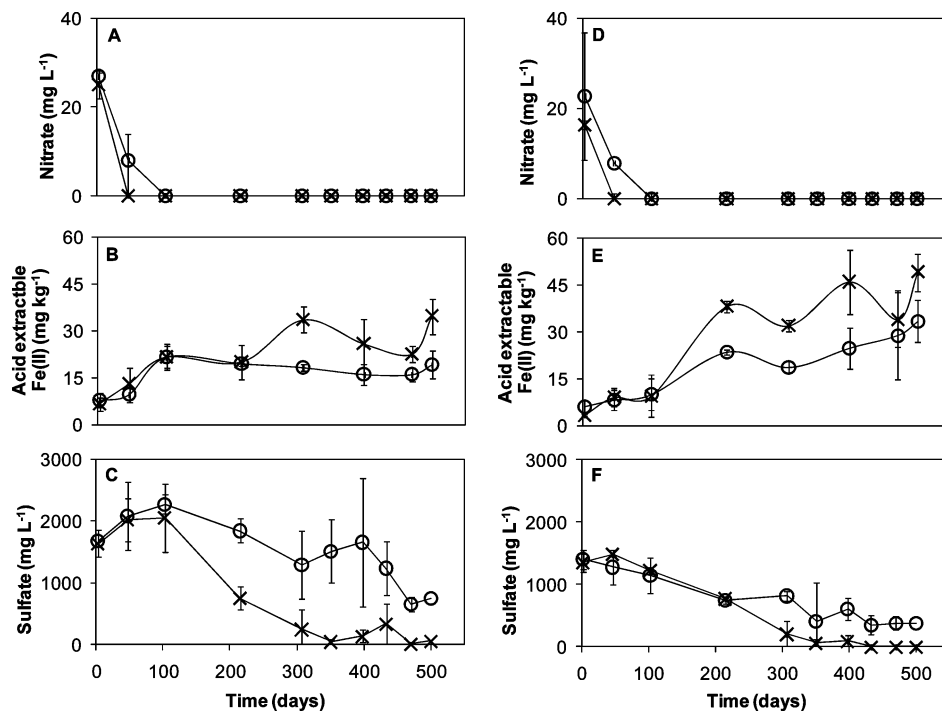 A
40
20
0
Nitrate (mg L-1)
D
40
20
0
Nitrate (mg L-1)
B
60
45
30
15
0
Acid extractble
Fe(II) (mg kg-1)
E
60
45
30
15
0
Acid extractable
Fe(II) (mg kg-1)
C
3000
2000
1000
0
Sulfate (mg L-1)
0 100 200 300 400 500
Time (days)
F
3000
2000
1000
0
Sulfate (mg L-1)
0 100 200 300 400 500
Time (days)